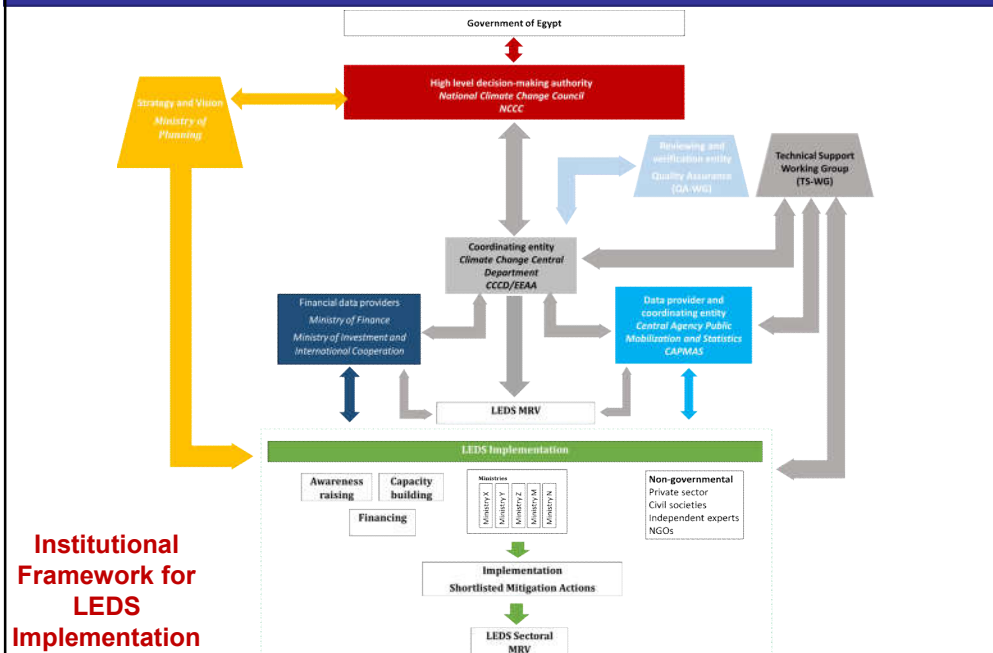 Government of Egypt
High level decision-making authority
National Climate Change Council
NCCC
Strategy and Vision
Ministry of
Planning
Reviewing and
verification entity
Quality Assurance
(QA-WG)
Technical Support
Working Group
(TS-WG)
Coordinating entity
Climate Change Central
Department
CCCD/EEAA
Financial data providers
Ministry of Finance
Ministry of Investment and
International Cooperation
Data provider and
coordinating entity
Central Agency Public
Mobilization and Statistics
CAPMAS
LEDS MRV
LEDS Implementation
Awareness
raising
Capacity
building
Financing
Ministries
Ministry X
Ministry Y
Ministry Z
Ministry M
Ministry N
Non-governmental
Private sector
Civil societies
Independent experts
NGOs
Implementation
Shortlisted Mitigation Actions
LEDS Sectoral
MRV
Institutional
Framework for
LEDS
Implementation